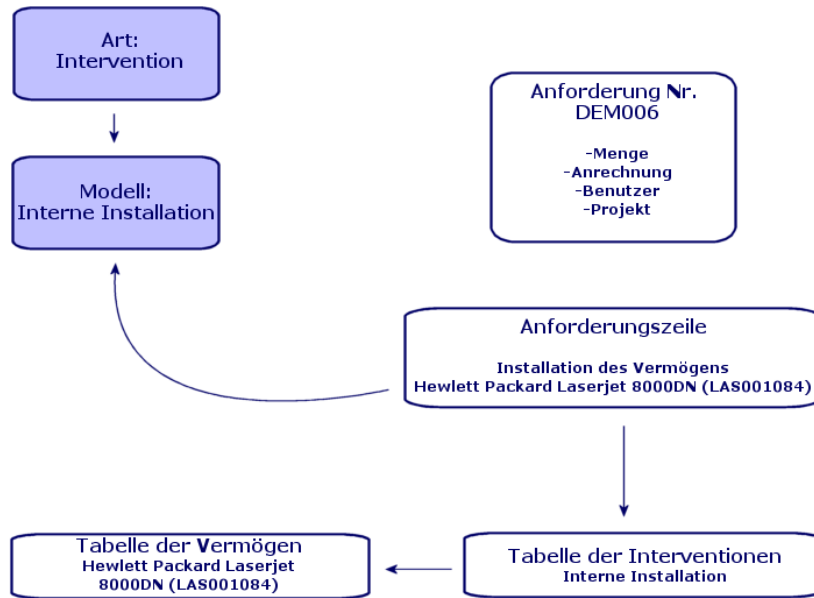 Art:
Intervention
Anforderung Nr.
DEM006
-Menge
-Anrechnung
-Benutzer
-Projekt
Modell:
Interne Installation
Anforderungszeile
Installation des Vermögens
Hewlett Packard Laserjet 8000DN (LAS001084)
Tabelle der Vermögen
Hewlett Packard Laserjet
8000DN (LAS001084)
Tabelle der Interventionen
Interne Installation